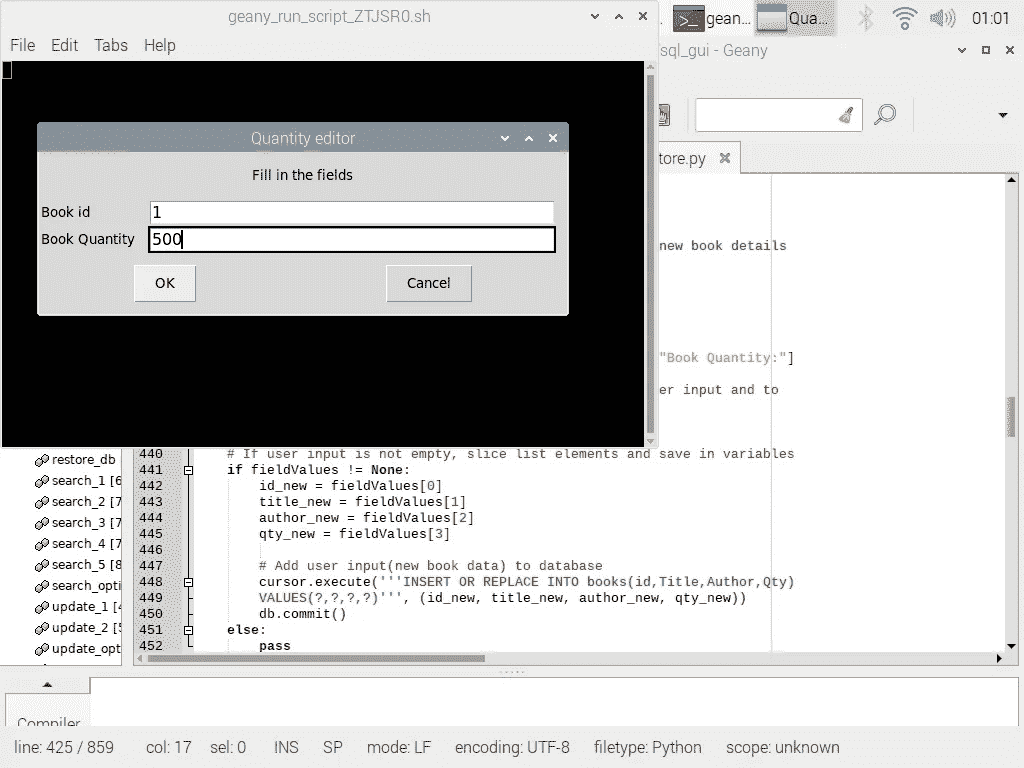 geany_run_script_ZTJSR0.sh
gean...
Qua...
01:01
File Edit Tabs Help
sql_gui - Geany
Quantity editor
Fill in the fields
Book id 1
Book Quantity 500
OK Cancel
tore.py
new book details
"Book Quantity:"]
er input and to
restore_db
search_1 [6
search_2 [7
search_3 [7
search_4 [7
search_5 [8
search_opti
update_1 [4
update_2 [5
update_opt
440 # If user input is not empty, slice list elements and save in variables
441 if fieldValues != None:
442 id_new = fieldValues[0]
443 title_new = fieldValues[1]
444 author_new = fieldValues[2]
445 qty_new = fieldValues[3]
446
447 # Add user input(new book data) to database
448 cursor.execute('''INSERT OR REPLACE INTO books(id,Title,Author,Qty)
449 VALUES(?,?,?,?)''', (id_new, title_new, author_new, qty_new))
450 db.commit()
451 else:
452 pass
Compiler
line: 425 / 859 col: 17 sel: 0 INS SP mode: LF encoding: UTF-8 filetype: Python scope: unknown